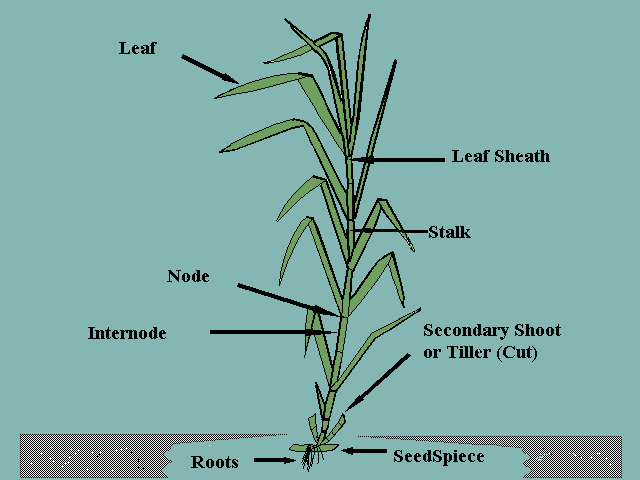 Leaf
Leaf Sheath
Stalk
Node
Internode
Secondary Shoot
or Tiller (Cut)
Roots
SeedSpiece